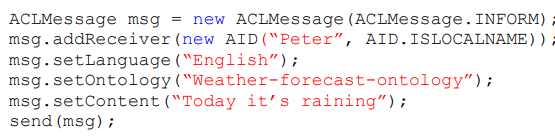 ACLMessage msg = new ACLMessage(ACLMessage.INFORM);
msg.addReceiver(new AID(“Peter”, AID.ISLOCALNAME));
msg.setLanguage(“English”);
msg.setOntology(“Weather-forecast-ontology”);
msg.setContent(“Today it’s raining”);
send(msg);